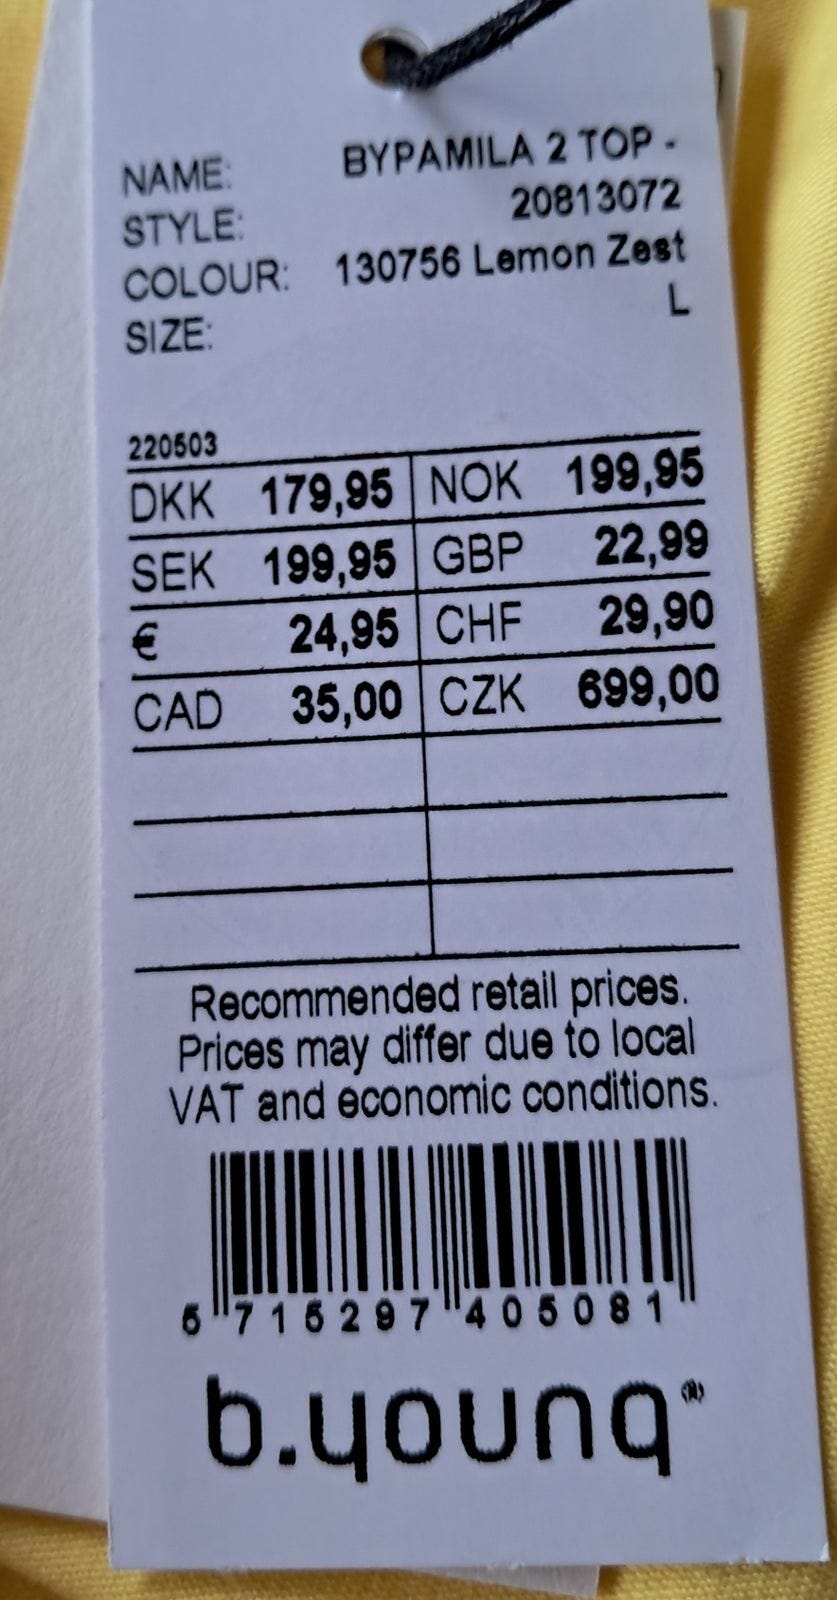 NAME: BYPAMILA 2 TOP -
STYLE: 20813072
COLOUR: 130756 Lemon Zest
SIZE: L
220503
DKK 179,95 NOK 199,95
SEK 199,95 GBP 22,99
€ 24,95 CHF 29,90
CAD 35,00 CZK 699,00
Recommended retail prices.
Prices may differ due to local
VAT and economic conditions.
5 715297 405081
b.young®